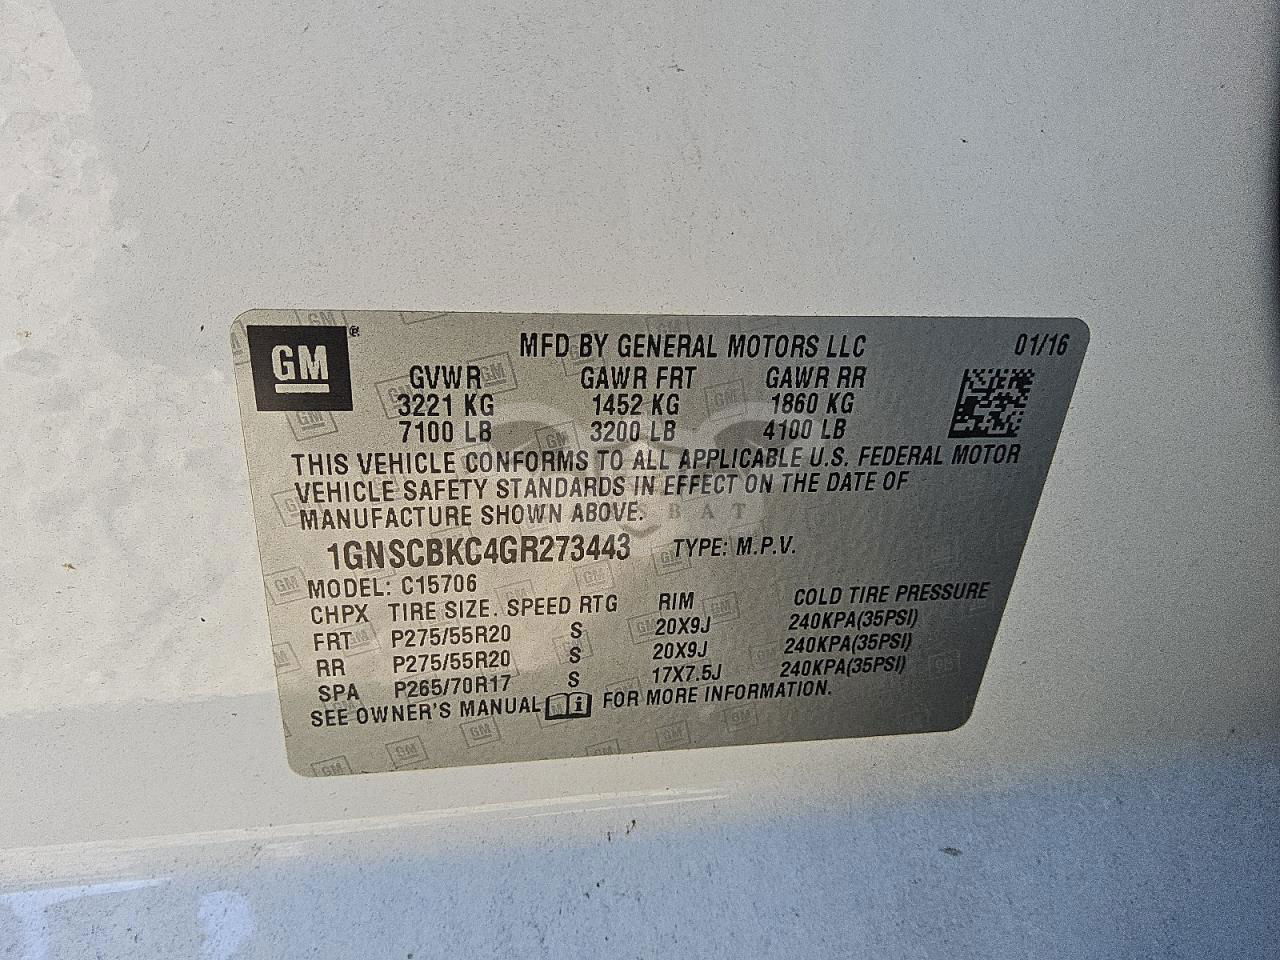 GM
®
MFD BY GENERAL MOTORS LLC 01/16
GVWR GAWR FRT GAWR RR
3221 KG 1452 KG 1860 KG
7100 LB 3200 LB 4100 LB
THIS VEHICLE CONFORMS TO ALL APPLICABLE U.S. FEDERAL MOTOR
VEHICLE SAFETY STANDARDS IN EFFECT ON THE DATE OF
MANUFACTURE SHOWN ABOVE.
1GNSCBKC4GR273443 TYPE: M.P.V.
MODEL: C15706
CHPX TIRE SIZE. SPEED RTG RIM COLD TIRE PRESSURE
FRT P275/55R20 S 20X9J 240KPA(35PSI)
RR P275/55R20 S 20X9J 240KPA(35PSI)
SPA P265/70R17 S 17X7.5J 240KPA(35PSI)
SEE OWNER'S MANUAL i FOR MORE INFORMATION.